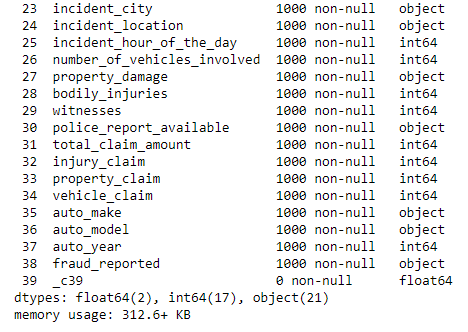 23 incident_city 1000 non-null object
24 incident_location 1000 non-null object
25 incident_hour_of_the_day 1000 non-null int64
26 number_of_vehicles_involved 1000 non-null int64
27 property_damage 1000 non-null object
28 bodily_injuries 1000 non-null int64
29 witnesses 1000 non-null int64
30 police_report_available 1000 non-null object
31 total_claim_amount 1000 non-null int64
32 injury_claim 1000 non-null int64
33 property_claim 1000 non-null int64
34 vehicle_claim 1000 non-null int64
35 auto_make 1000 non-null object
36 auto_model 1000 non-null object
37 auto_year 1000 non-null int64
38 fraud_reported 1000 non-null object
39 _c39 0 non-null float64
dtypes: float64(2), int64(17), object(21)
memory usage: 312.6+ KB